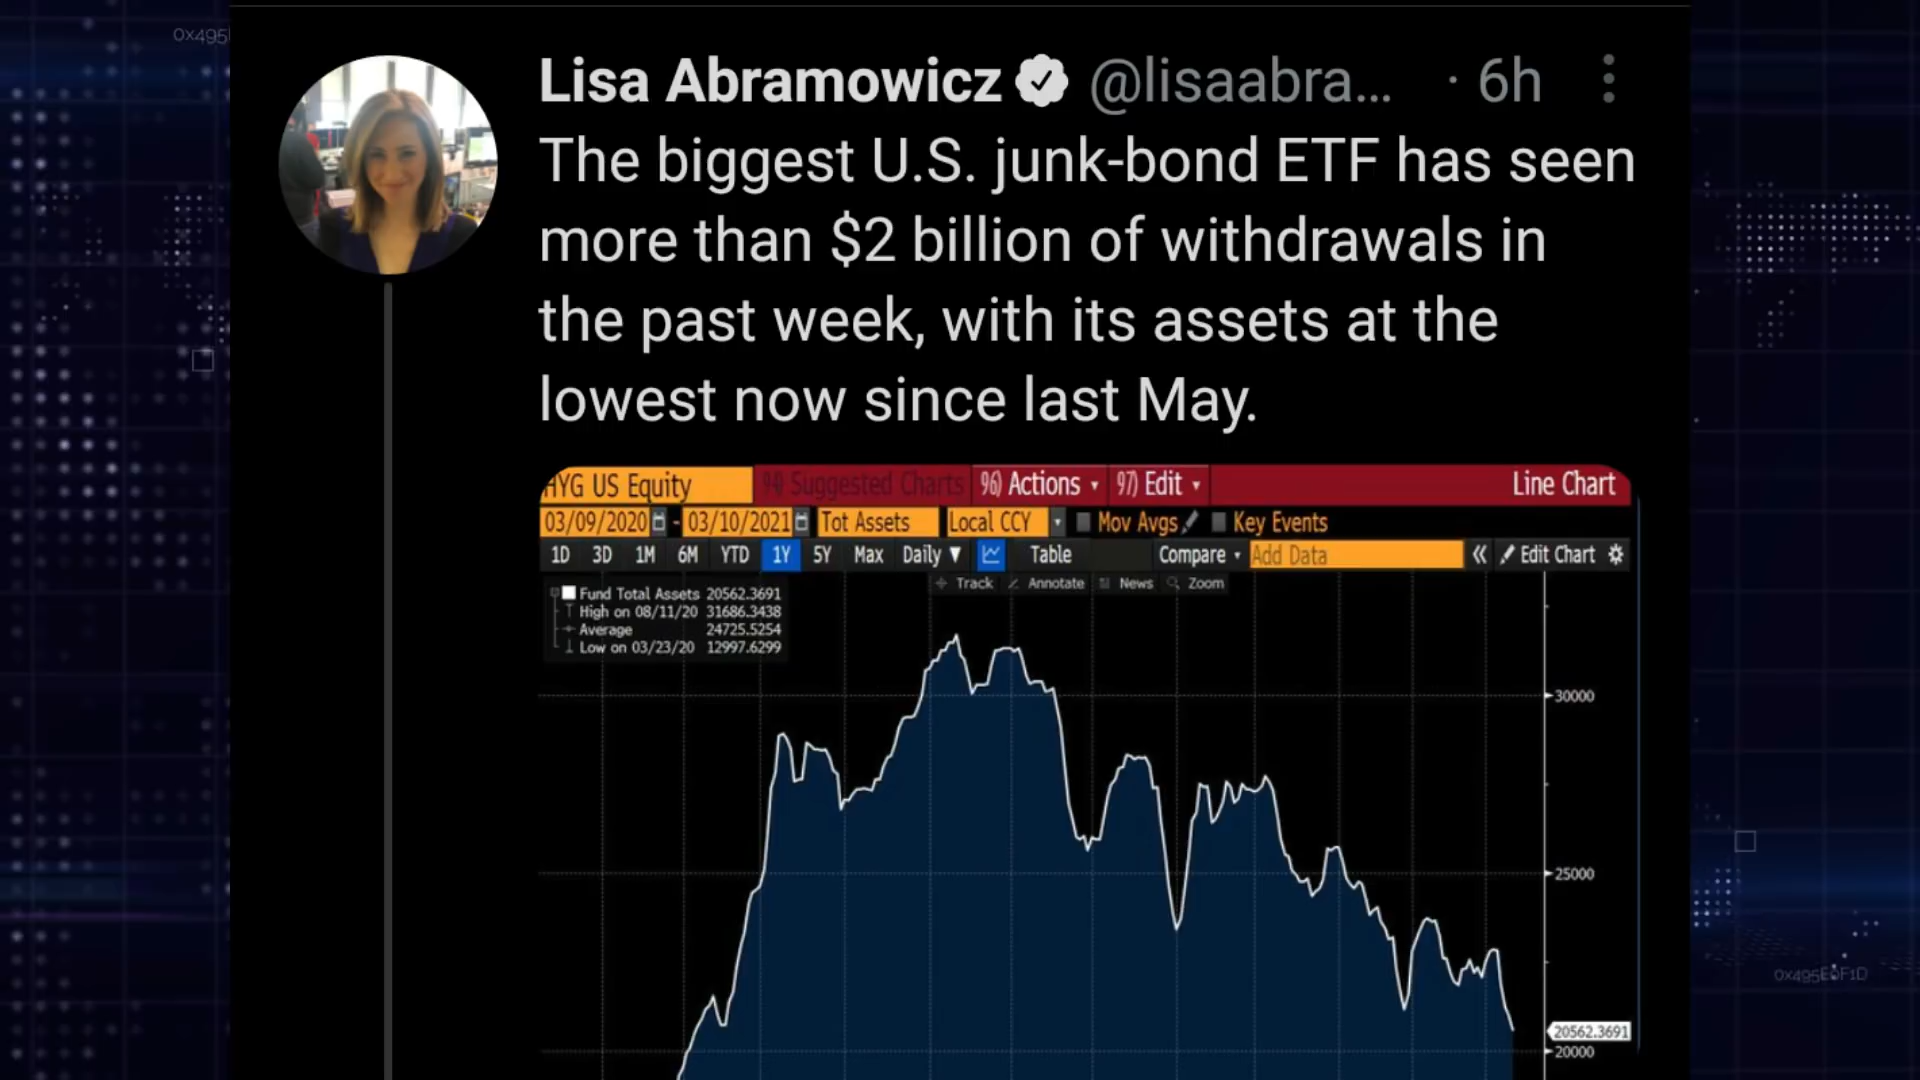 0x495
Lisa Abramowicz @lisaabra... · 6h
The biggest U.S. junk-bond ETF has seen
more than $2 billion of withdrawals in
the past week, with its assets at the
lowest now since last May.
HYG US Equity 94) Suggested Charts 96) Actions 97) Edit Line Chart
03/09/2020 - 03/10/2021 Tot Assets Local CCY Mov Avgs Key Events
1D 3D 1M 6M YTD 1Y 5Y Max Daily Table Compare Add Data « Edit Chart
Track Annotate News Zoom
Fund Total Assets 20562.3691
High on 08/11/20 31686.3438
Average 24725.5254
Low on 03/23/20 12997.6299
30000
25000
0x495E0F1D
20562.3691
20000